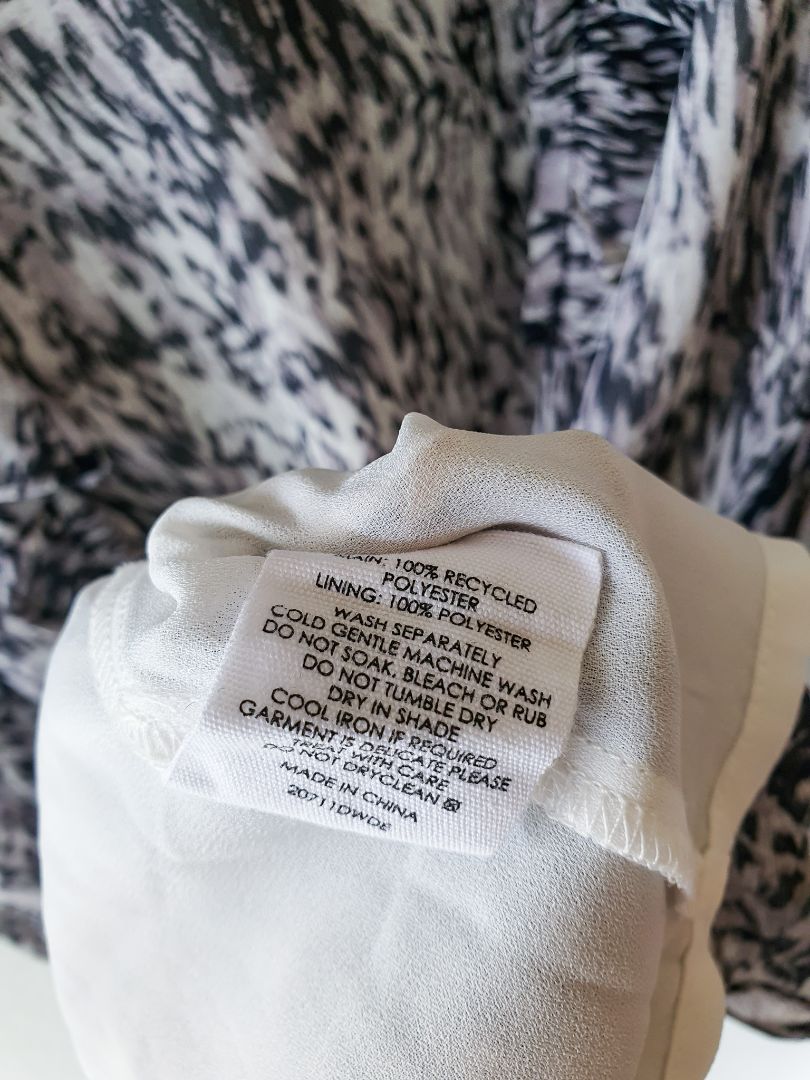 100% RECYCLED
POLYESTER
LINING: 100% POLYESTER
WASH SEPARATELY
COLD GENTLE MACHINE WASH
DO NOT SOAK, BLEACH OR RUB
DO NOT TUMBLE DRY
DRY IN SHADE
COOL IRON IF REQUIRED
GARMENT IS DELICATE PLEASE
TREAT WITH CARE
DO NOT DRYCLEAN
MADE IN CHINA
20711DWDE